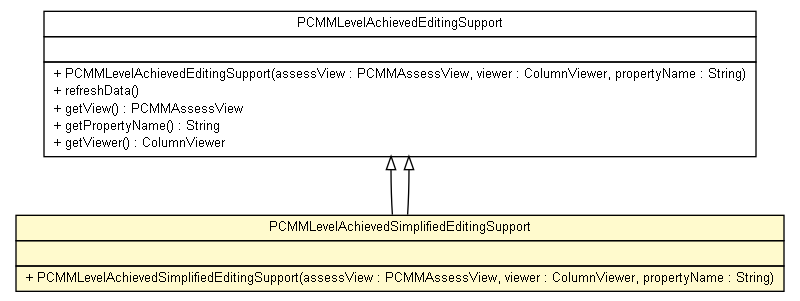 PCMMLevelAchievedEditingSupport
+ PCMMLevelAchievedEditingSupport(assessView : PCMMAssessView, viewer : ColumnViewer, propertyName : String)
+ refreshData()
+ getView() : PCMMAssessView
+ getPropertyName() : String
+ getViewer() : ColumnViewer
PCMMLevelAchievedSimplifiedEditingSupport
+ PCMMLevelAchievedSimplifiedEditingSupport(assessView : PCMMAssessView, viewer : ColumnViewer, propertyName : String)